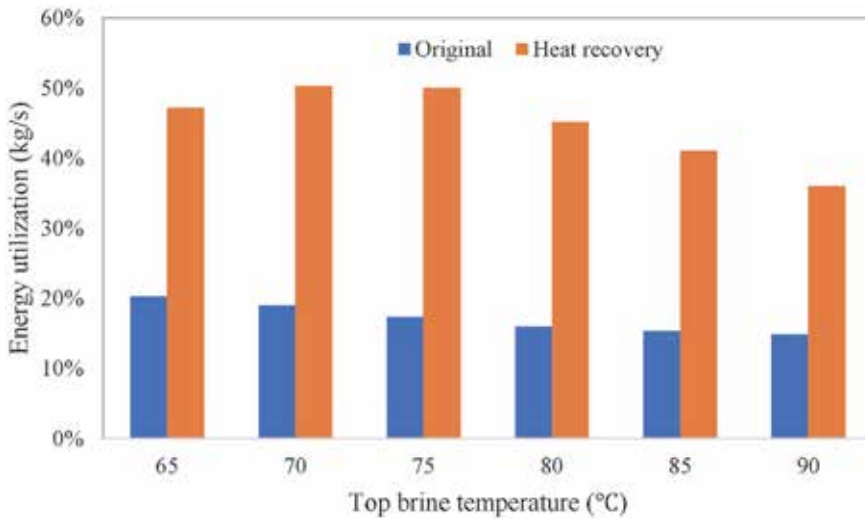 60%
Original Heat recovery
50%
40%
30%
20%
10%
0%
65 70 75 80 85 90
Energy utilization (kg/s)
Top brine temperature (℃)